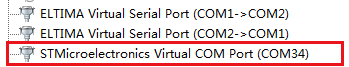 ELTIMA Virtual Serial Port (COM1->COM2)
ELTIMA Virtual Serial Port (COM2->COM1)
STMicroelectronics Virtual COM Port (COM34)